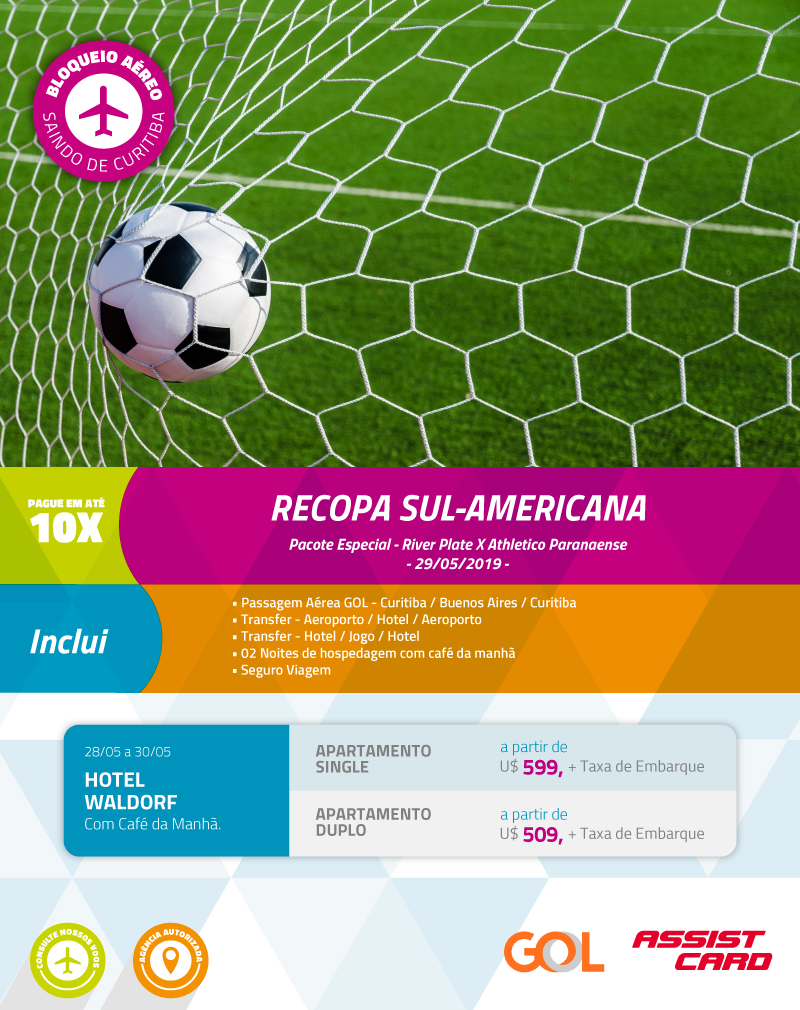 BLOQUEIO AÉREO
SAINDO DE CURITIBA
PAGUE EM ATÉ
10X
RECOPA SUL-AMERICANA
Pacote Especial - River Plate X Athletico Paranaense
- 29/05/2019 -
Inclui
• Passagem Aérea GOL - Curitiba / Buenos Aires / Curitiba
• Transfer - Aeroporto / Hotel / Aeroporto
• Transfer - Hotel / Jogo / Hotel
• 02 Noites de hospedagem com café da manhã
• Seguro Viagem
28/05 a 30/05
HOTEL
WALDORF
Com Café da Manhã.
APARTAMENTO
SINGLE
a partir de
U$ 599, + Taxa de Embarque
APARTAMENTO
DUPLO
a partir de
U$ 509, + Taxa de Embarque
CONSULTE NOSSOS VOOS
AGÊNCIA AUTORIZADA
GOL
ASSIST
CARD